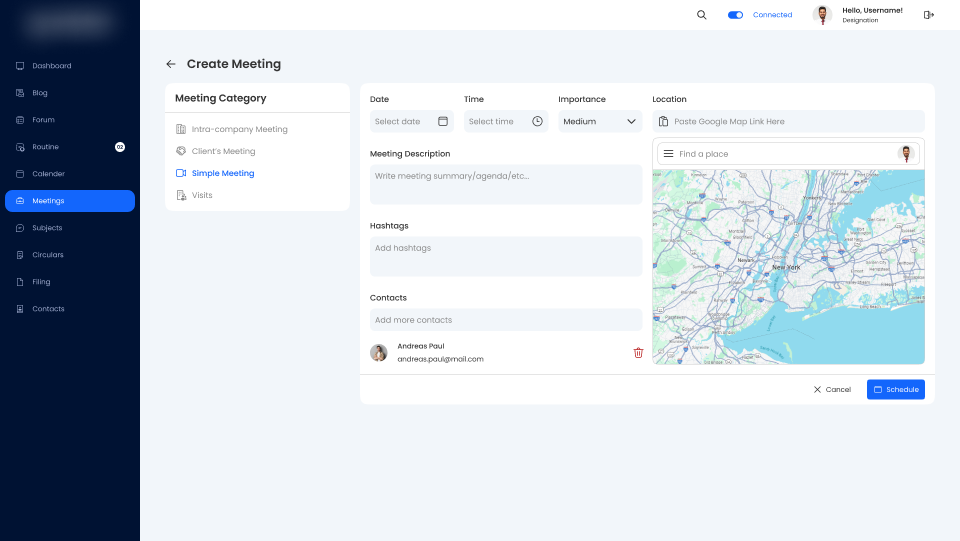 Connected
Hello, Username!
Designation
Dashboard
Blog
Forum
Routine
02
Calender
Meetings
Subjects
Circulars
Filing
Contacts
Create Meeting
Meeting Category
Intra-company Meeting
Client's Meeting
Simple Meeting
Visits
Date
Time
Importance
Location
Select date
Select time
Medium
Paste Google Map Link Here
Meeting Description
Write meeting summary/agenda/etc...
Find a place
Hashtags
Add hashtags
Newark
New York
Contacts
Add more contacts
Andreas Paul
andreas.paul@mail.com
Cancel
Schedule